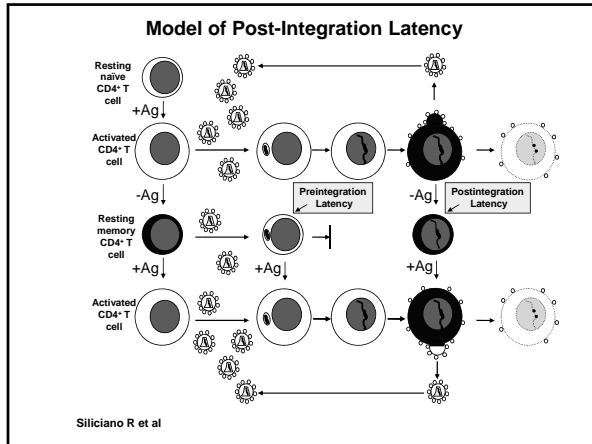 Model of Post-Integration Latency
Resting
naïve
CD4⁺ T
cell
+Ag
Activated
CD4⁺ T
cell
-Ag
Preintegration
Latency
-Ag
Postintegration
Latency
Resting
memory
CD4⁺ T
cell
+Ag
+Ag
+Ag
Activated
CD4⁺ T
cell
Siliciano R et al